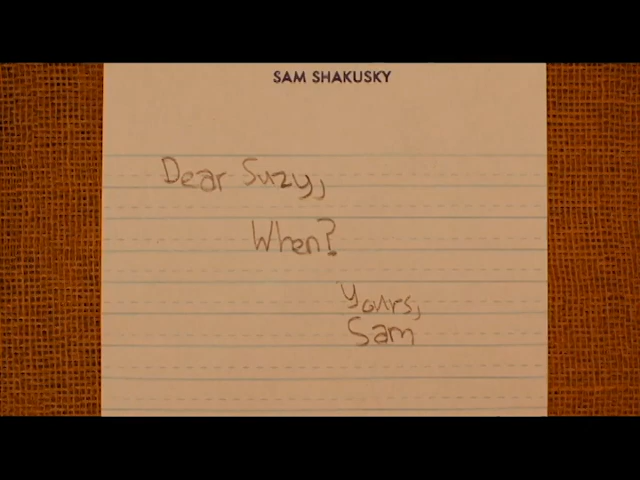 SAM SHAKUSKY
Dear Suzy,
When?
Yours,
Sam